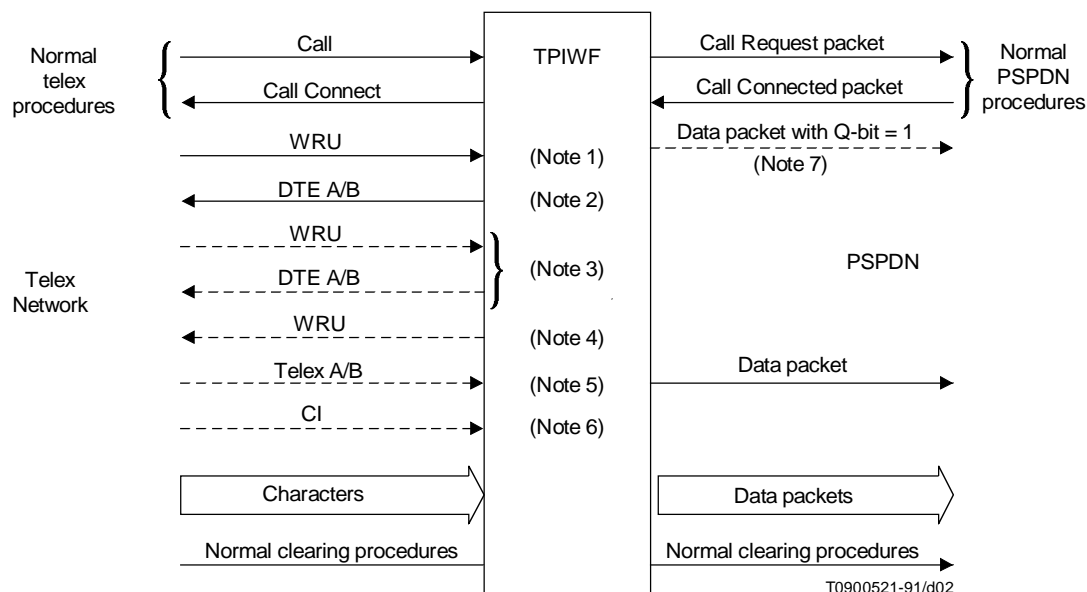 Call
TPIWF
Call Request packet
Normal
telex
procedures
Normal
PSPDN
procedures
Call Connect
Call Connected packet
WRU
(Note 1)
Data packet with Q-bit = 1
(Note 7)
DTE A/B
(Note 2)
WRU
(Note 3)
PSPDN
Telex
Network
DTE A/B
WRU
(Note 4)
Telex A/B
(Note 5)
Data packet
CI
(Note 6)
Characters
Data packets
Normal clearing procedures
Normal clearing procedures
T0900521-91/d02